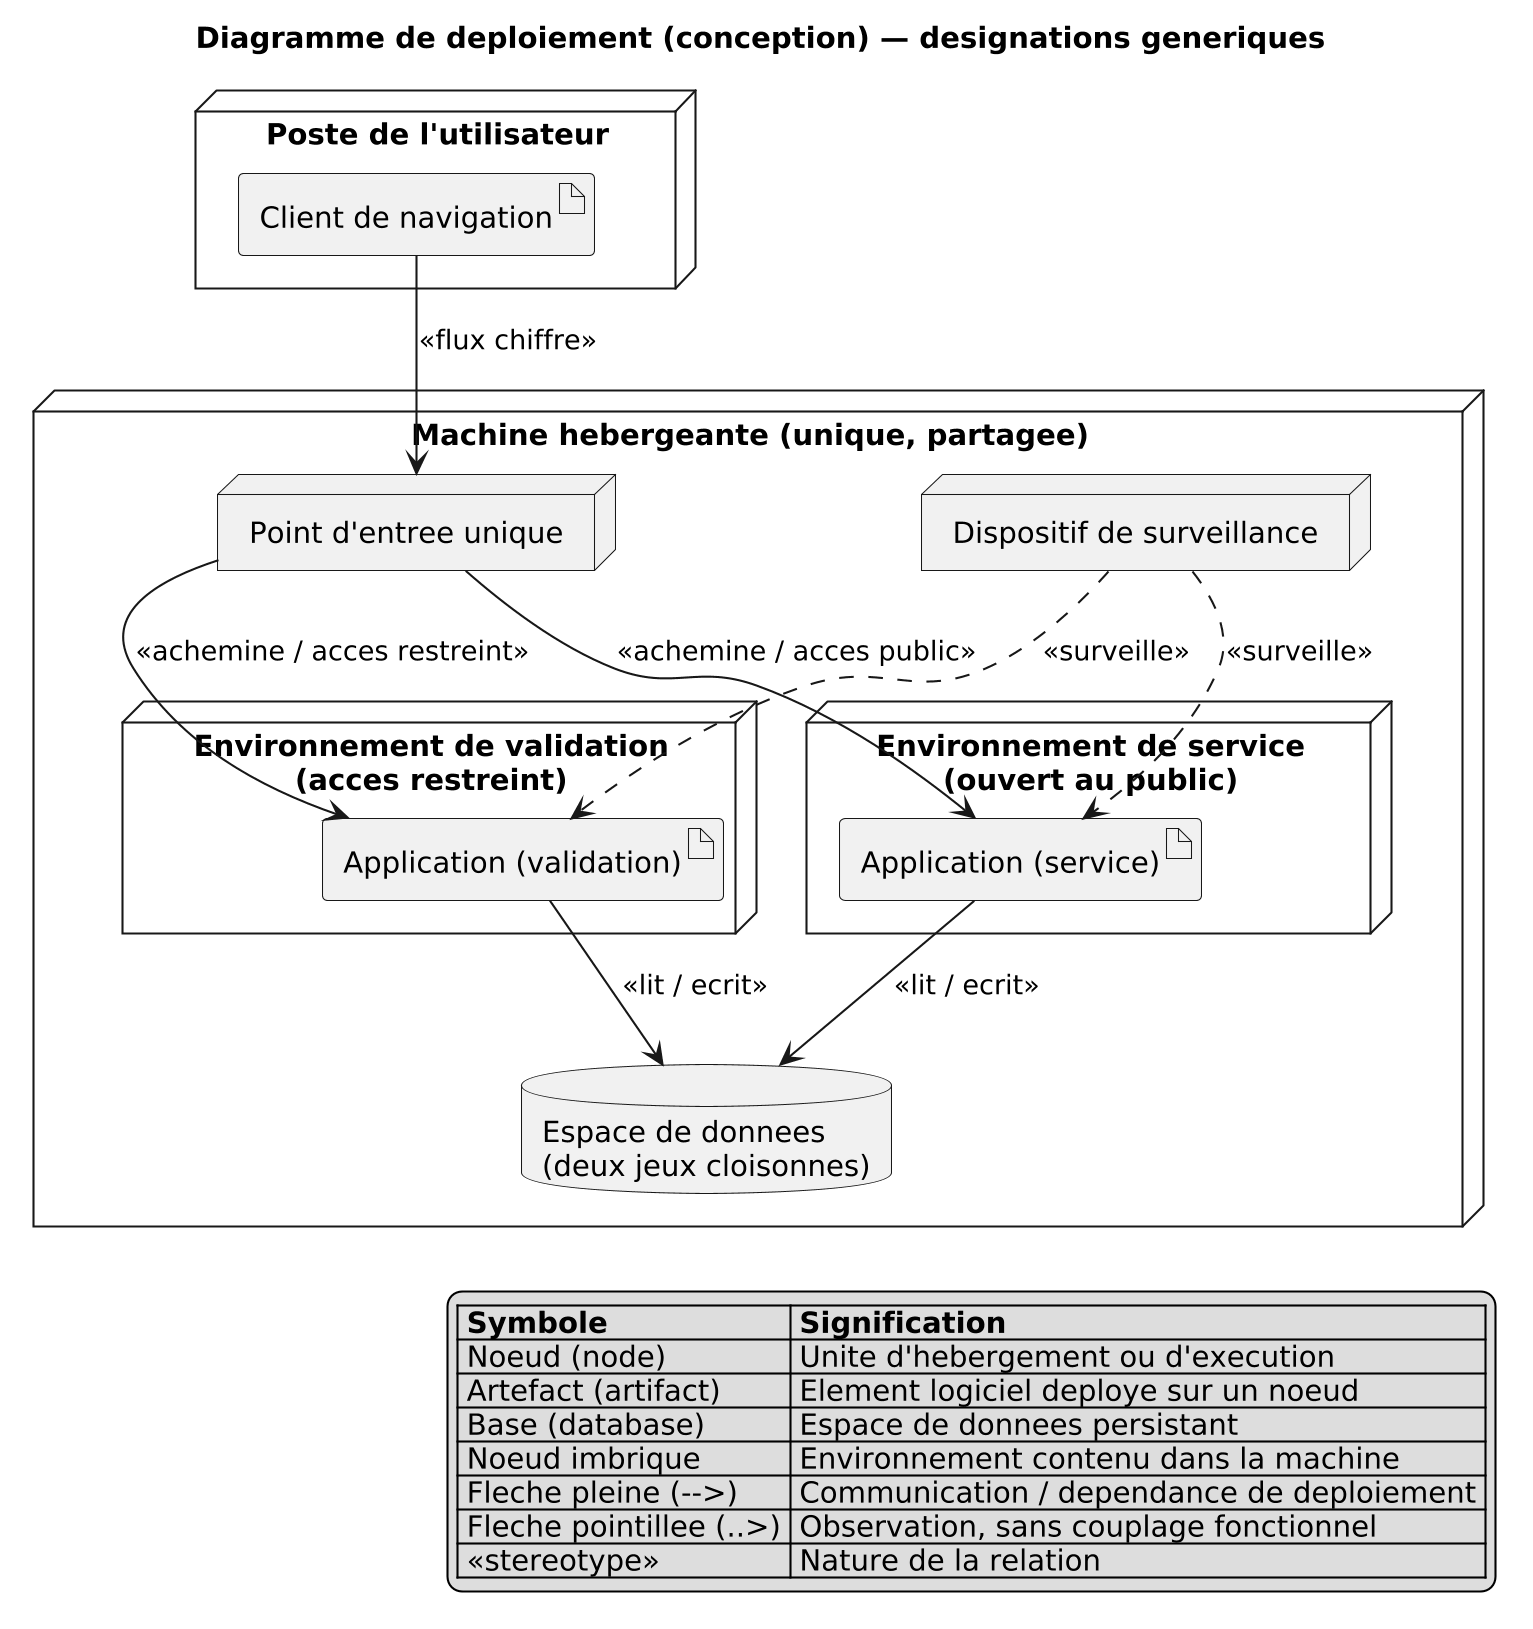 Diagramme de deploiement (conception) — designations generiques
Poste de l'utilisateur
Client de navigation
«flux chiffre»
Machine hebergeante (unique, partagee)
Point d'entree unique
Dispositif de surveillance
«achemine / acces restreint»
«achemine / acces public»
«surveille»
«surveille»
Environnement de validation
(acces restreint)
Environnement de service
(ouvert au public)
Application (validation)
Application (service)
«lit / ecrit»
«lit / ecrit»
Espace de donnees
(deux jeux cloisonnes)
Symbole Signification
Noeud (node) Unite d'hebergement ou d'execution
Artefact (artifact) Element logiciel deploye sur un noeud
Base (database) Espace de donnees persistant
Noeud imbrique Environnement contenu dans la machine
Fleche pleine (-->) Communication / dependance de deploiement
Fleche pointillee (..>) Observation, sans couplage fonctionnel
«stereotype» Nature de la relation